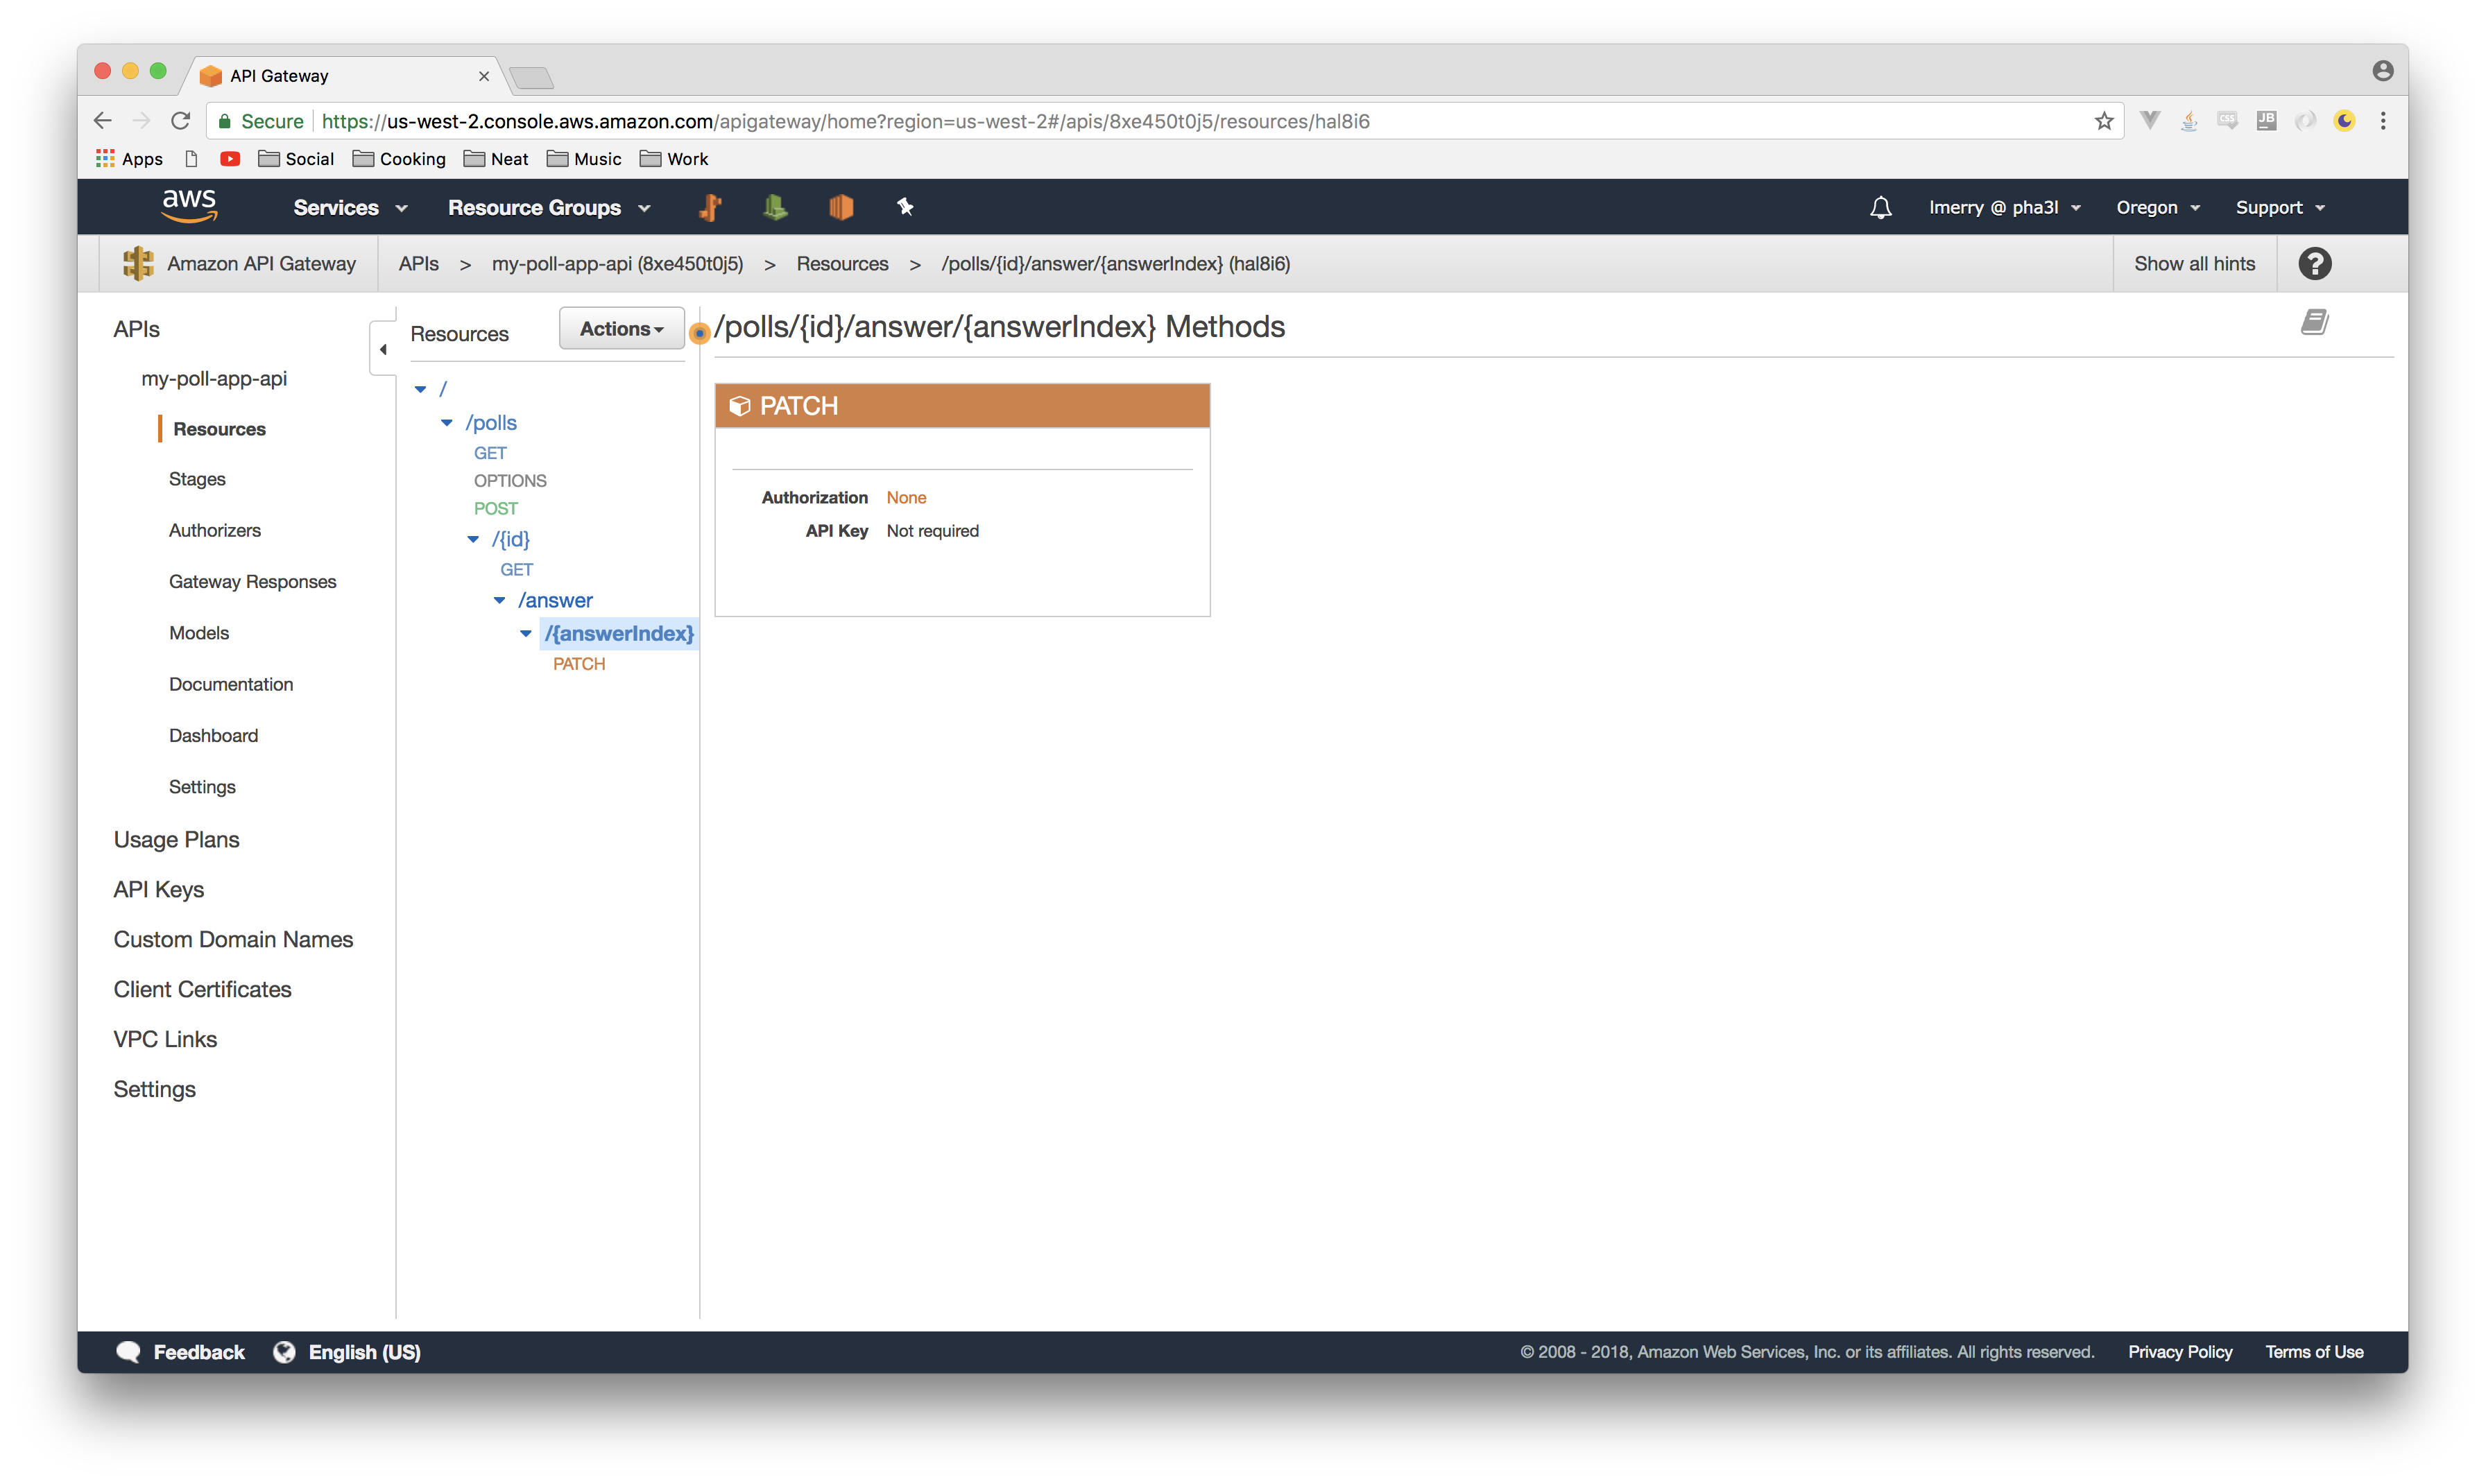 API Gateway
Secure https://us-west-2.console.aws.amazon.com/apigateway/home?region=us-west-2#/apis/8xe450t0j5/resources/hal8i6
CSS JB
Apps Social Cooking Neat Music Work
aws Services Resource Groups lmerry @ pha3l Oregon Support
Amazon API Gateway APIs > my-poll-app-api (8xe450t0j5) > Resources > /polls/{id}/answer/{answerIndex} (hal8i6) Show all hints ?
APIs
my-poll-app-api
Resources
Stages
Authorizers
Gateway Responses
Models
Documentation
Dashboard
Settings
Usage Plans
API Keys
Custom Domain Names
Client Certificates
VPC Links
Settings
Resources Actions
/
/polls
GET
OPTIONS
POST
/{id}
GET
/answer
/{answerIndex}
PATCH
/polls/{id}/answer/{answerIndex} Methods
PATCH
Authorization None
API Key Not required
Feedback English (US) © 2008 - 2018, Amazon Web Services, Inc. or its affiliates. All rights reserved. Privacy Policy Terms of Use